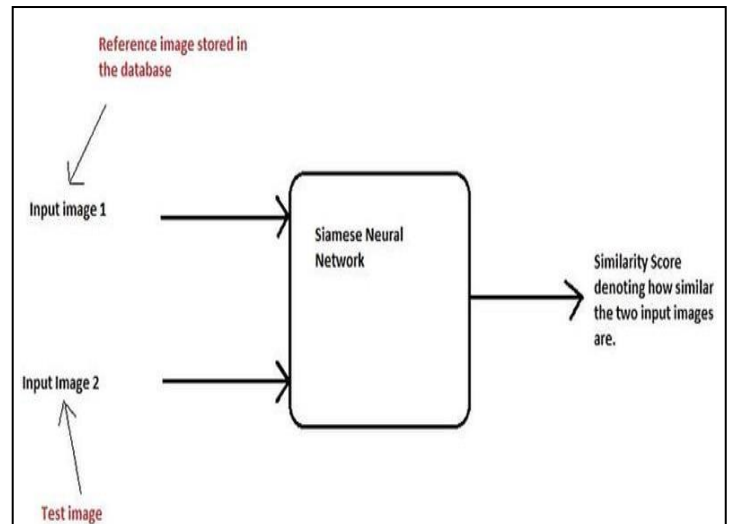 Reference image stored in
the database
Input image 1
Siamese Neural
Network
Similarity Score
denoting how similar
the two input images
are.
Input Image 2
Test image